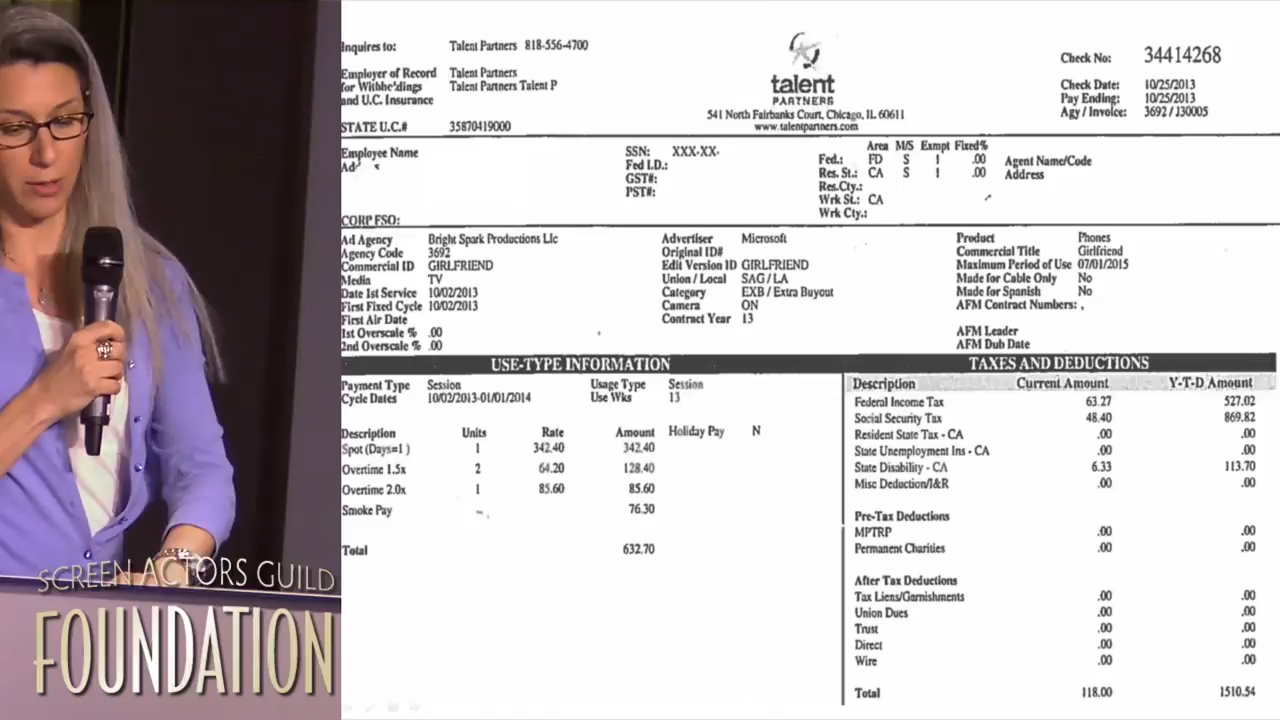 Inquires to: Talent Partners 818-556-4700
Employer of Record Talent Partners
for Withheldings Talent Partners Talent P
and U.C. Insurance
STATE U.C.# 35870419000
talent
PARTNERS
541 North Fairbanks Court, Chicago, IL 60611
www.talentpartners.com
Check No: 34414268
Check Date: 10/25/2013
Pay Ending: 10/25/2013
Agy / Invoice: 3692 / J30005
Employee Name
Ad
CORP FSO:
SSN: XXX-XX-
Fed I.D.:
GST#:
PST#:
Area M/S Exmpt Fixed%
Fed.: FD S 1 .00
Res. St.: CA S 1 .00
Res.Cty.:
Wrk St.: CA
Wrk Cty.:
Agent Name/Code
Address
Ad Agency Bright Spark Productions Llc
Agency Code 3692
Commercial ID GIRLFRIEND
Media TV
Date 1st Service 10/02/2013
First Fixed Cycle 10/02/2013
First Air Date
1st Overscale % .00
2nd Overscale % .00
Advertiser Microsoft
Original ID#
Edit Version ID GIRLFRIEND
Union / Local SAG / LA
Category EXB / Extra Buyout
Camera ON
Contract Year 13
Product Phones
Commercial Title Girlfriend
Maximum Period of Use 07/01/2015
Made for Cable Only No
Made for Spanish No
AFM Contract Numbers: ,
AFM Leader
AFM Dub Date
USE-TYPE INFORMATION
Payment Type Session Usage Type Session
Cycle Dates 10/02/2013-01/01/2014 Use Wks 13
Description Units Rate Amount Holiday Pay N
Spot (Days=1 ) 1 342.40 342.40
Overtime 1.5x 2 64.20 128.40
Overtime 2.0x 1 85.60 85.60
Smoke Pay 76.30
Total 632.70
TAXES AND DEDUCTIONS
Description Current Amount Y-T-D Amount
Federal Income Tax 63.27 527.02
Social Security Tax 48.40 869.82
Resident State Tax - CA .00 .00
State Unemployment Ins - CA .00 .00
State Disability - CA 6.33 113.70
Misc Deduction/I&R .00 .00
Pre-Tax Deductions
MPTRP .00 .00
Permanent Charities .00 .00
After Tax Deductions
Tax Liens/Garnishments .00 .00
Union Dues .00 .00
Trust .00 .00
Direct .00 .00
Wire .00 .00
Total 118.00 1510.54
SCREEN ACTORS GUILD
FOUNDATION